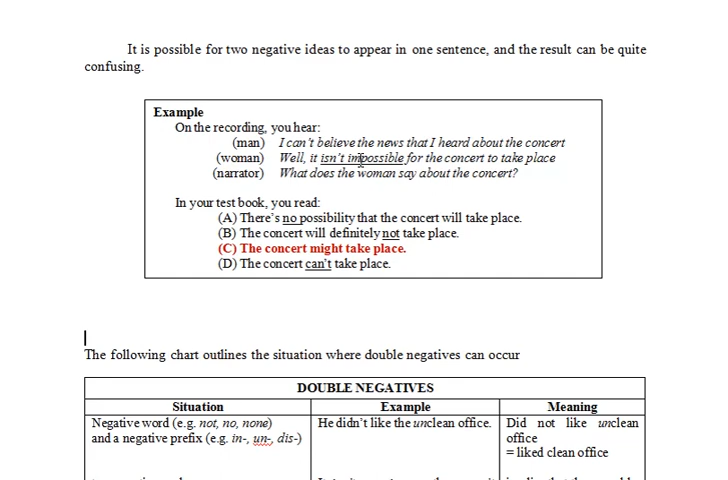 It is possible for two negative ideas to appear in one sentence, and the result can be quite
confusing.
Example
On the recording, you hear:
(man) I can't believe the news that I heard about the concert
(woman) Well, it isn't impossible for the concert to take place
(narrator) What does the woman say about the concert?
In your test book, you read:
(A) There's no possibility that the concert will take place.
(B) The concert will definitely not take place.
(C) The concert might take place.
(D) The concert can't take place.
The following chart outlines the situation where double negatives can occur
DOUBLE NEGATIVES
Situation Example Meaning
Negative word (e.g. not, no, none) He didn't like the unclean office. Did not like unclean
and a negative prefix (e.g. in-, un-, dis-) office
= liked clean office